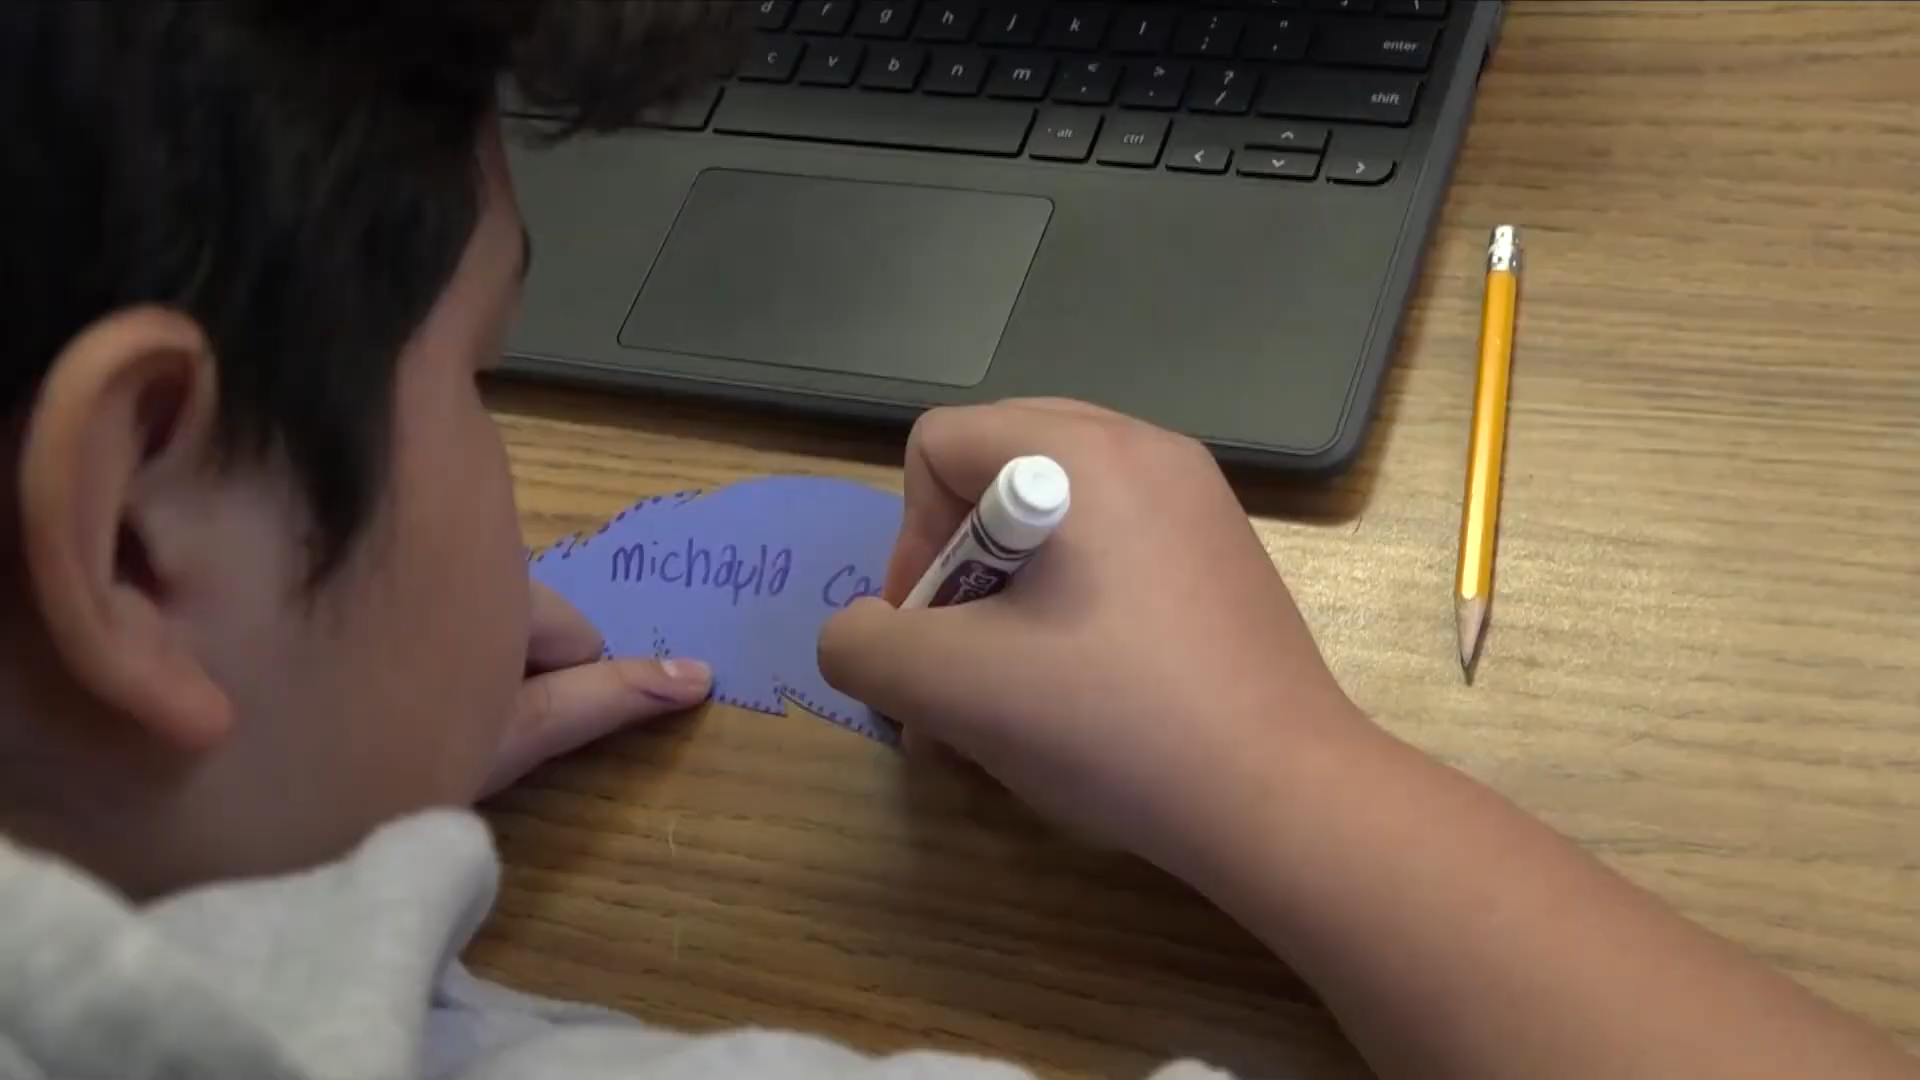 d f g h j k l ; : ' " enter
c v b n m , < . > / ? shift
alt ctrl < ^ v >
michayla